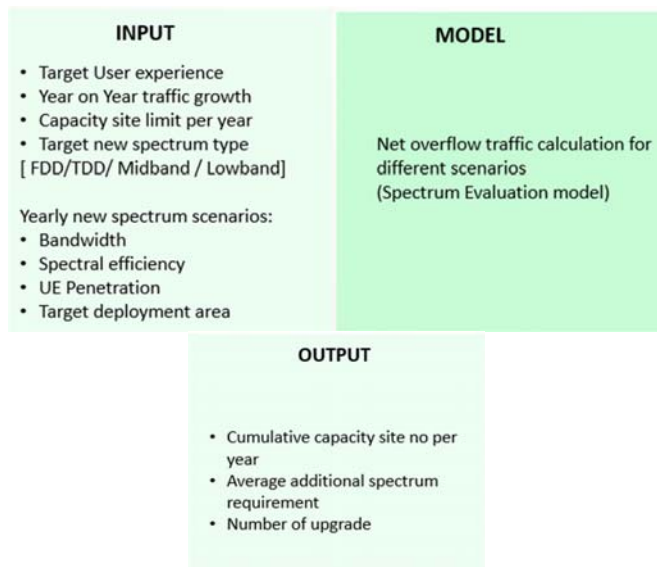 INPUT
• Target User experience
• Year on Year traffic growth
• Capacity site limit per year
• Target new spectrum type
[ FDD/TDD/ Midband / Lowband]
Yearly new spectrum scenarios:
• Bandwidth
• Spectral efficiency
• UE Penetration
• Target deployment area
MODEL
Net overflow traffic calculation for
different scenarios
(Spectrum Evaluation model)
OUTPUT
• Cumulative capacity site no per
year
• Average additional spectrum
requirement
• Number of upgrade